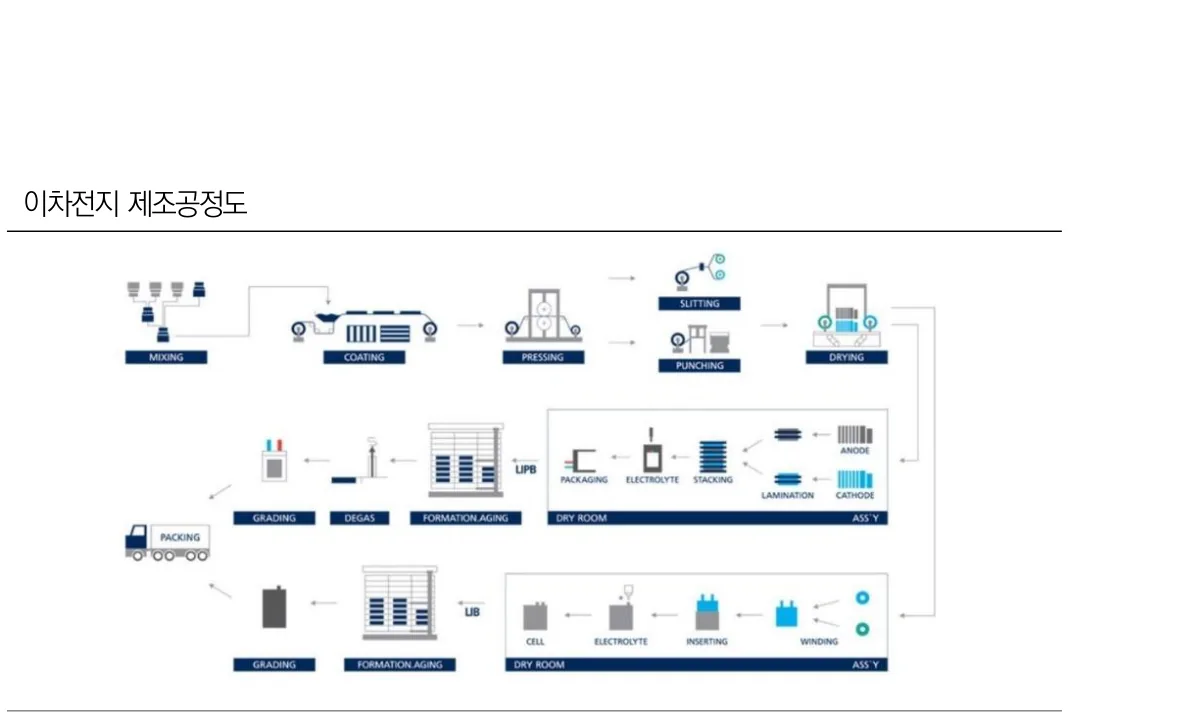 이차전지 제조공정도
SLITTING
MIXING
COATING
PRESSING
PUNCHING
DRYING
LIPB
PACKAGING
ELECTROLYTE
STACKING
LAMINATION
ANODE
CATHODE
GRADING
DEGAS
FORMATION.AGING
DRY ROOM
ASS`Y
PACKING
LIB
CELL
ELECTROLYTE
INSERTING
WINDING
GRADING
FORMATION.AGING
DRY ROOM
ASS`Y